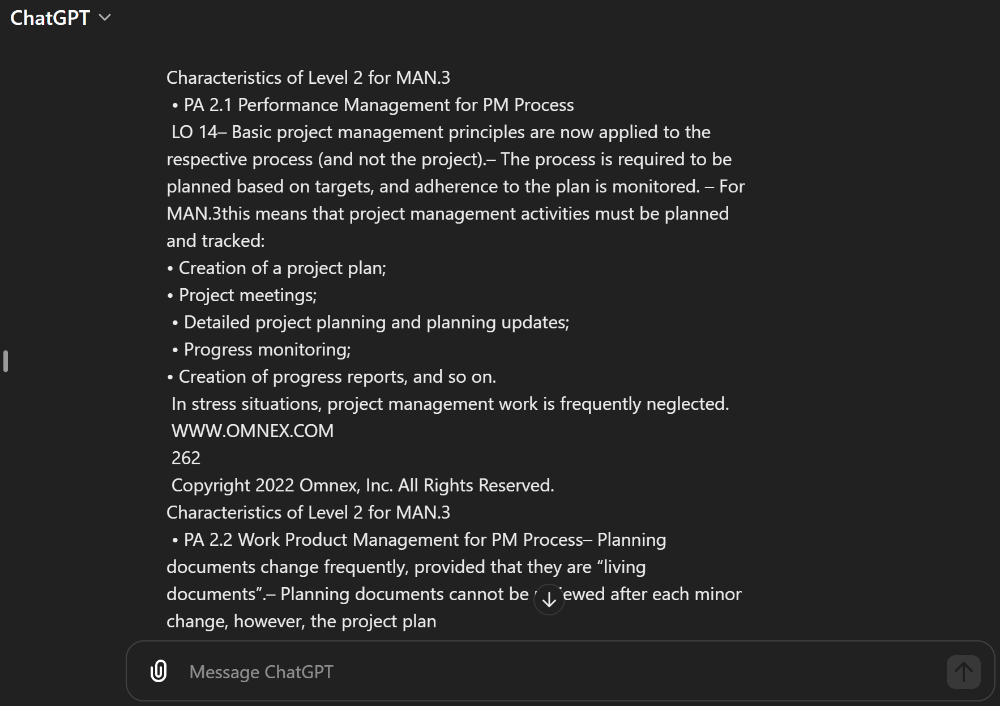 ChatGPT
Characteristics of Level 2 for MAN.3
• PA 2.1 Performance Management for PM Process
LO 14– Basic project management principles are now applied to the
respective process (and not the project).– The process is required to be
planned based on targets, and adherence to the plan is monitored. – For
MAN.3this means that project management activities must be planned
and tracked:
• Creation of a project plan;
• Project meetings;
• Detailed project planning and planning updates;
• Progress monitoring;
• Creation of progress reports, and so on.
In stress situations, project management work is frequently neglected.
WWW.OMNEX.COM
262
Copyright 2022 Omnex, Inc. All Rights Reserved.
Characteristics of Level 2 for MAN.3
• PA 2.2 Work Product Management for PM Process– Planning
documents change frequently, provided that they are “living
documents”.– Planning documents cannot be after each minor
change, however, the project plan
Message ChatGPT